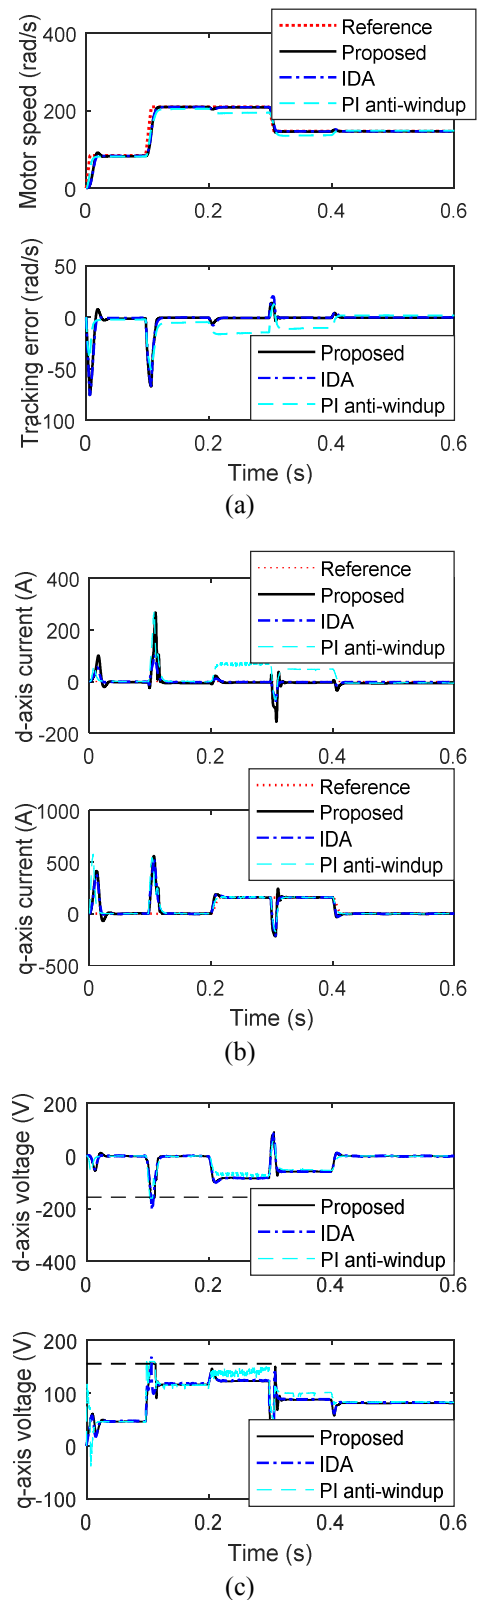 400
200
0
Motor speed (rad/s)
Reference
Proposed
IDA
PI anti-windup
0 0.2 0.4 0.6
50
0
-50
-100
Tracking error (rad/s)
Proposed
IDA
PI anti-windup
0 0.2 0.4 0.6
Time (s)
(a)
400
200
0
-200
d-axis current (A)
Reference
Proposed
IDA
PI anti-windup
0 0.2 0.4 0.6
1000
500
0
-500
q-axis current (A)
Reference
Proposed
IDA
PI anti-windup
0 0.2 0.4 0.6
Time (s)
(b)
200
0
-200
-400
d-axis voltage (V)
Proposed
IDA
PI anti-windup
0 0.2 0.4 0.6
200
100
0
-100
q-axis voltage (V)
Proposed
IDA
PI anti-windup
0 0.2 0.4 0.6
Time (s)
(c)